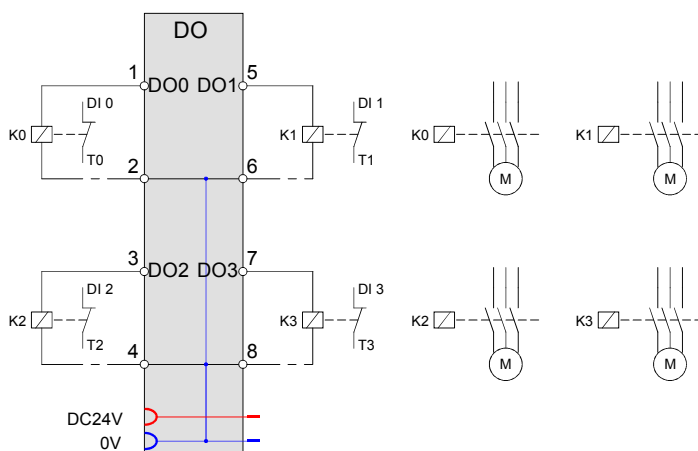 DO
1 DO0 DO1 5
K0 DI 0 T0 K1 DI 1 T1 K0 M K1 M
2 6
3 DO2 DO3 7
K2 DI 2 T2 K3 DI 3 T3 K2 M K3 M
4 8
DC24V
0V